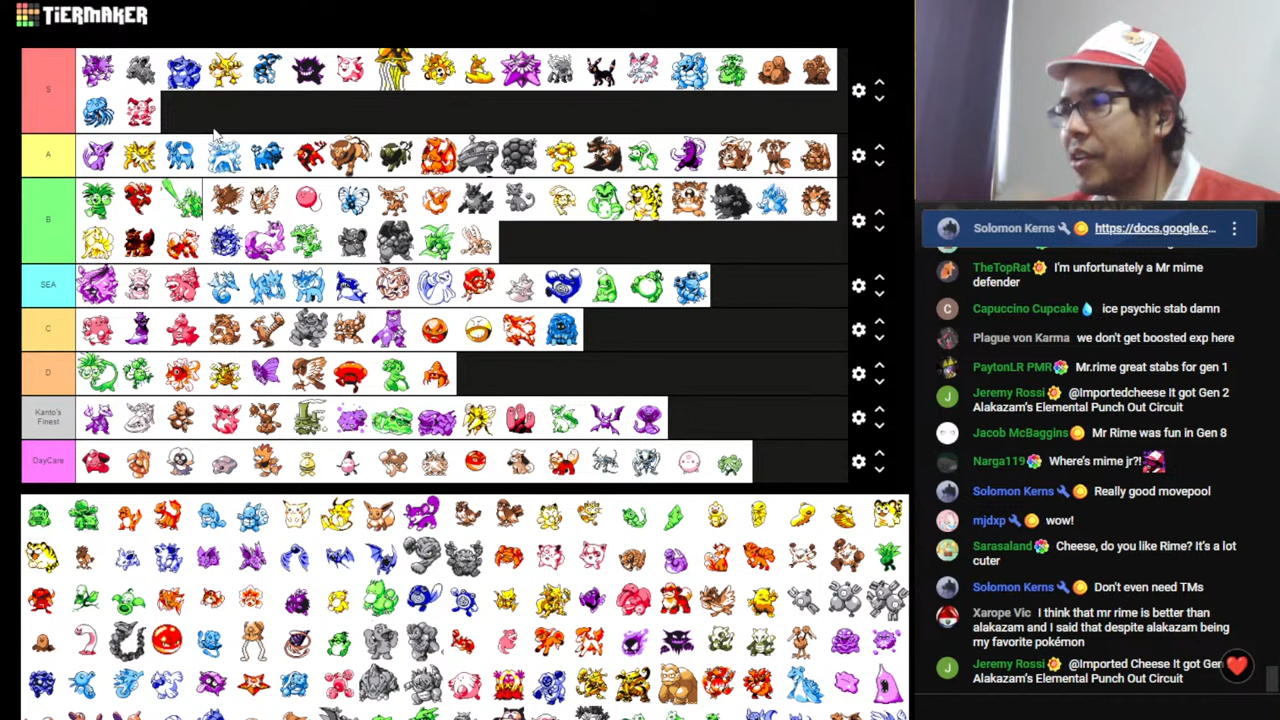 TIERMAKER
S
A
B
SEA
C
D
Kanto's
Finest
DayCare
Solomon Kerns https://docs.google.c...
TheTopRat I'm unfortunately a Mr mime
defender
Capuccino Cupcake ice psychic stab damn
Plague von Karma we don't get boosted exp here
PaytonLR PMR Mr.rime great stabs for gen 1
Jeremy Rossi @Importedcheese It got Gen 2
Alakazam's Elemental Punch Out Circuit
Jacob McBaggins Mr Rime was fun in Gen 8
Narga119 Where's mime jr?!
Solomon Kerns Really good movepool
mjdxp wow!
Sarasaland Cheese, do you like Rime? It's a lot
cuter
Solomon Kerns Don't even need TMs
Xarope Vic I think that mr rime is better than
alakazam and I said that despite alakazam being
my favorite pokémon
Jeremy Rossi @Imported Cheese It got Gen
Alakazam's Elemental Punch Out Circuit